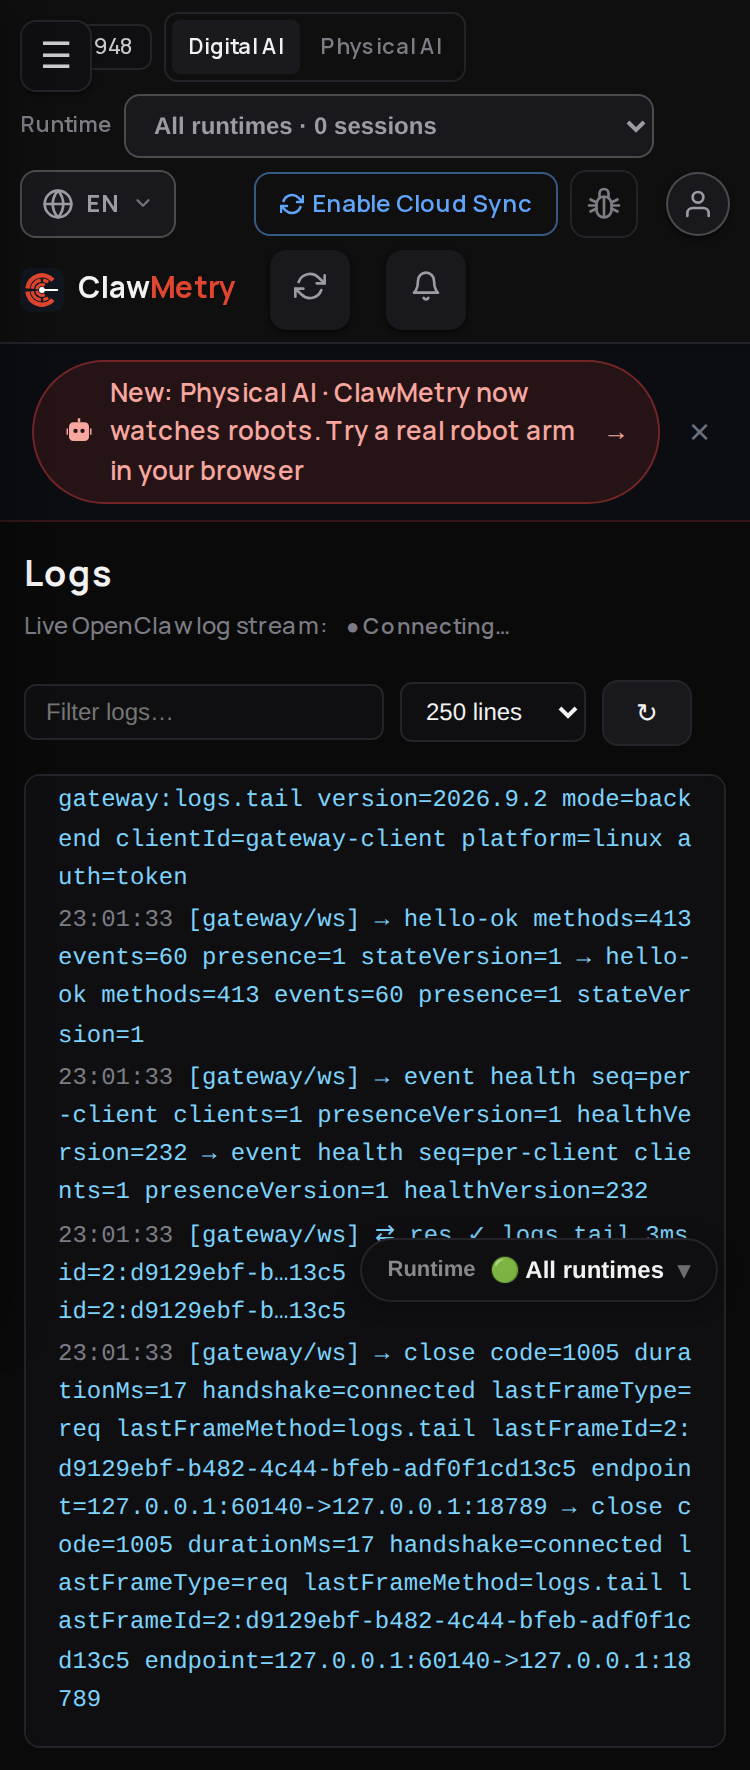 948
Digital AI
Physical AI
Runtime
All runtimes · 0 sessions
EN
Enable Cloud Sync
ClawMetry
New: Physical AI · ClawMetry now
watches robots. Try a real robot arm →
in your browser
×
Logs
Live OpenClaw log stream: ● Connecting...
Filter logs...
250 lines
↻
gateway:logs.tail version=2026.9.2 mode=back
end clientId=gateway-client platform=linux a
uth=token
23:01:33 [gateway/ws] → hello-ok methods=413
events=60 presence=1 stateVersion=1 → hello-
ok methods=413 events=60 presence=1 stateVer
sion=1
23:01:33 [gateway/ws] → event health seq=per
-client clients=1 presenceVersion=1 healthVe
rsion=232 → event health seq=per-client clie
nts=1 presenceVersion=1 healthVersion=232
23:01:33 [gateway/ws] ⇄ res ✓ logs.tail 3ms
id=2:d9129ebf-b…13c5
Runtime All runtimes ▾
id=2:d9129ebf-b…13c5
23:01:33 [gateway/ws] → close code=1005 dura
tionMs=17 handshake=connected lastFrameType=
req lastFrameMethod=logs.tail lastFrameId=2:
d9129ebf-b482-4c44-bfeb-adf0f1cd13c5 endpoin
t=127.0.0.1:60140->127.0.0.1:18789 → close c
ode=1005 durationMs=17 handshake=connected l
astFrameType=req lastFrameMethod=logs.tail l
astFrameId=2:d9129ebf-b482-4c44-bfeb-adf0f1c
d13c5 endpoint=127.0.0.1:60140->127.0.0.1:18
789